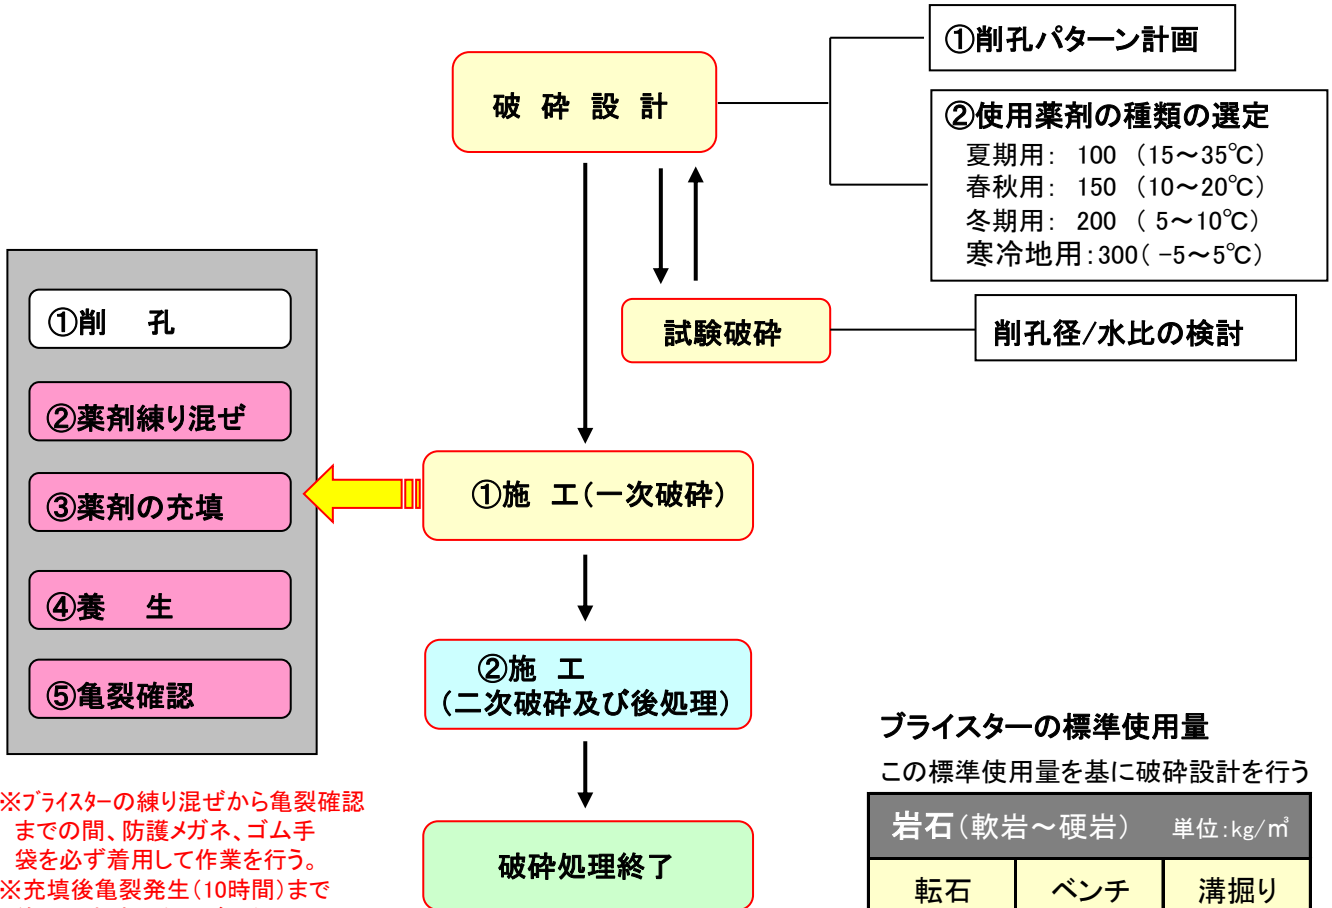 破砕設計
①削孔パターン計画
②使用薬剤の種類の選定
夏期用： 100 （15～35℃）
春秋用： 150 （10～20℃）
冬期用： 200 （ 5～10℃）
寒冷地用：300（ -5～5℃）
試験破砕
削孔径/水比の検討
①施 工（一次破砕）
①削 孔
②薬剤練り混ぜ
③薬剤の充填
④養 生
⑤亀裂確認
②施 工
（二次破砕及び後処理）
破砕処理終了
※ブライスターの練り混ぜから亀裂確認
までの間、防護メガネ、ゴム手
袋を必ず着用して作業を行う。
※充填後亀裂発生（10時間）まで
ブライスターの標準使用量
この標準使用量を基に破砕設計を行う
岩石（軟岩～硬岩） 単位：kg/㎥
転石 ベンチ 溝掘り